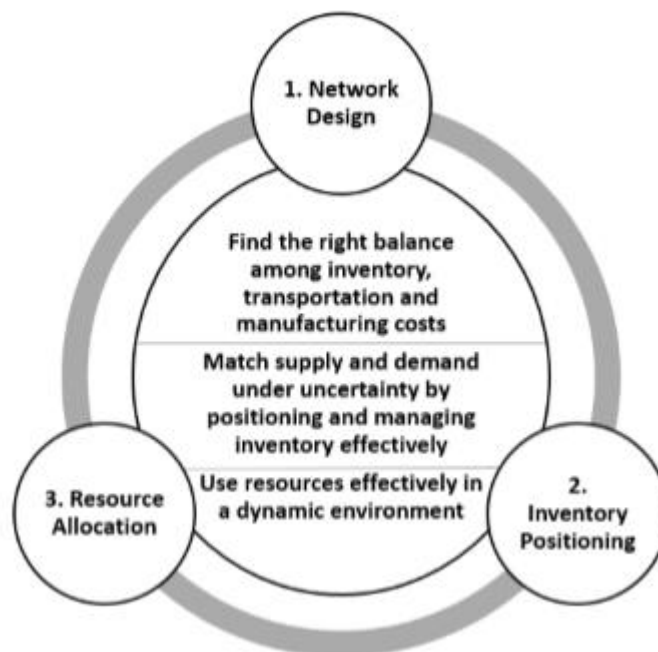 1. Network
Design
Find the right balance
among inventory,
transportation and
manufacturing costs
Match supply and demand
under uncertainty by
positioning and managing
inventory effectively
Use resources effectively in
a dynamic environment
3. Resource
Allocation
2.
Inventory
Positioning